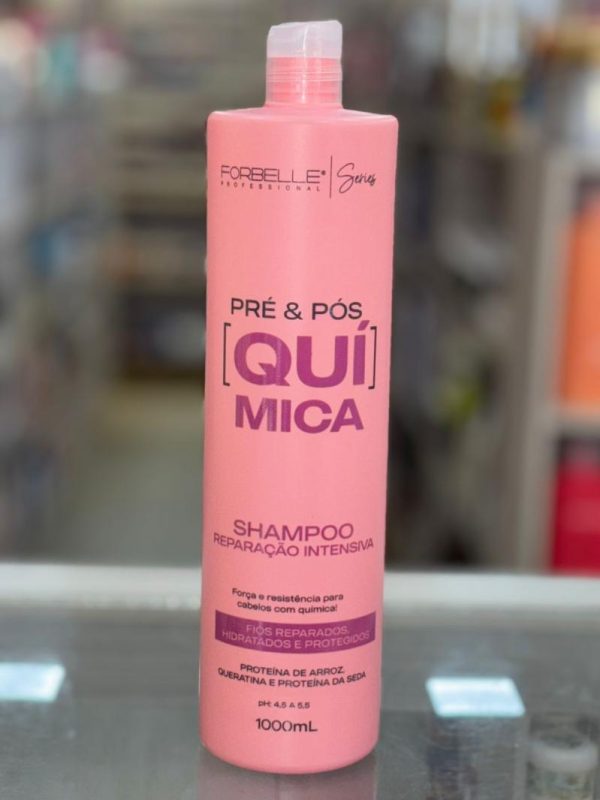 FORBELLE® Series
PROFESSIONAL
PRÉ & PÓS
[QUÍ]
MICA
SHAMPOO
REPARAÇÃO INTENSIVA
Força e resistência para
cabelos com química!
FIOS REPARADOS,
HIDRATADOS E PROTEGIDOS
PROTEÍNA DE ARROZ,
QUERATINA E PROTEÍNA DA SEDA
pH: 4,5 A 5,5
1000mL